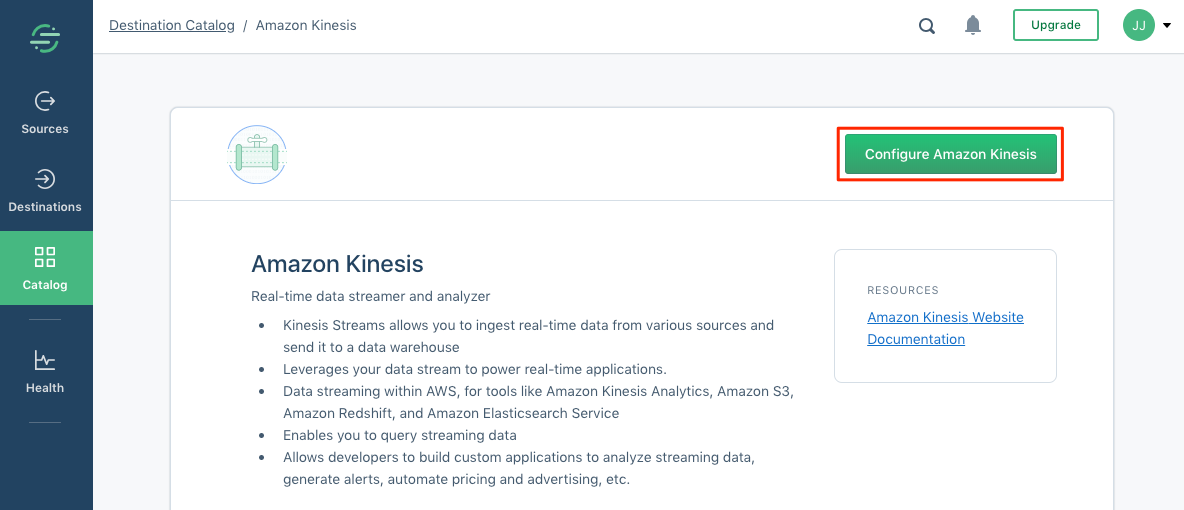 Destination Catalog / Amazon Kinesis
Upgrade
JJ
Sources
Destinations
Catalog
Health
Configure Amazon Kinesis
Amazon Kinesis
Real-time data streamer and analyzer
• Kinesis Streams allows you to ingest real-time data from various sources and
send it to a data warehouse
• Leverages your data stream to power real-time applications.
• Data streaming within AWS, for tools like Amazon Kinesis Analytics, Amazon S3,
Amazon Redshift, and Amazon Elasticsearch Service
• Enables you to query streaming data
• Allows developers to build custom applications to analyze streaming data,
generate alerts, automate pricing and advertising, etc.
RESOURCES
Amazon Kinesis Website
Documentation